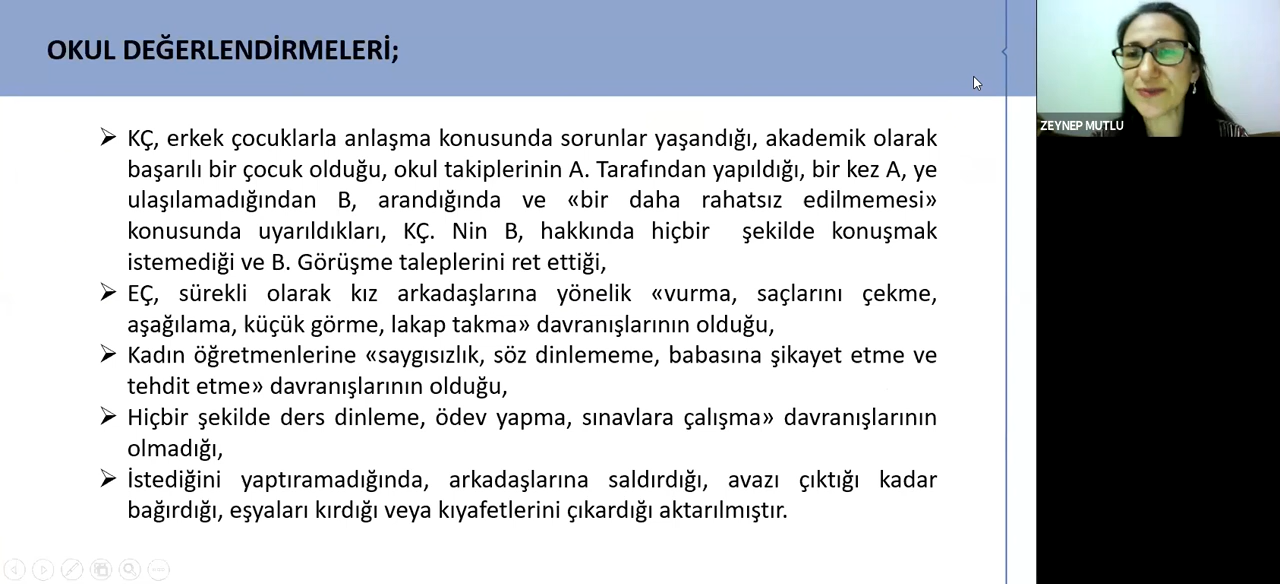 OKUL DEĞERLENDİRMELERİ;
ZEYNEP MUTLU
➢ KÇ, erkek çocuklarla anlaşma konusunda sorunlar yaşandığı, akademik olarak
başarılı bir çocuk olduğu, okul takiplerinin A. Tarafından yapıldığı, bir kez A, ye
ulaşılamadığından B, arandığında ve «bir daha rahatsız edilmemesi»
konusunda uyarıldıkları, KÇ. Nin B, hakkında hiçbir şekilde konuşmak
istemediği ve B. Görüşme taleplerini ret ettiği,
➢ EÇ, sürekli olarak kız arkadaşlarına yönelik «vurma, saçlarını çekme,
aşağılama, küçük görme, lakap takma» davranışlarının olduğu,
➢ Kadın öğretmenlerine «saygısızlık, söz dinlememe, babasına şikayet etme ve
tehdit etme» davranışlarının olduğu,
➢ Hiçbir şekilde ders dinleme, ödev yapma, sınavlara çalışma» davranışlarının
olmadığı,
➢ İstediğini yaptıramadığında, arkadaşlarına saldırdığı, avazı çıktığı kadar
bağırdığı, eşyaları kırdığı veya kıyafetlerini çıkardığı aktarılmıştır.